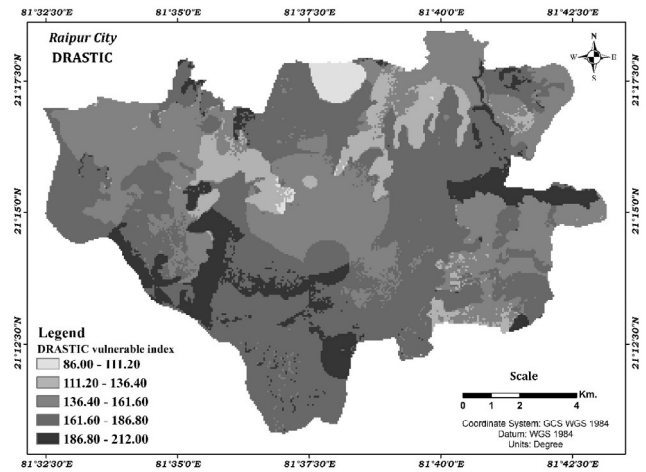 81°32'30"E 81°35'0"E 81°37'30"E 81°40'0"E 81°42'30"E
Raipur City
DRASTIC
N
W E
S
21°17'30"N 21°17'30"N
21°15'0"N 21°15'0"N
21°12'30"N 21°12'30"N
Legend
DRASTIC vulnerable index
86.00 - 111.20
111.20 - 136.40
136.40 - 161.60
161.60 - 186.80
186.80 - 212.00
Scale
Km.
4 2 0 4
Coordinate System: GCS WGS 1984
Datum: WGS 1984
Units: Degree
81°32'30"E 81°35'0"E 81°37'30"E 81°40'0"E 81°42'30"E